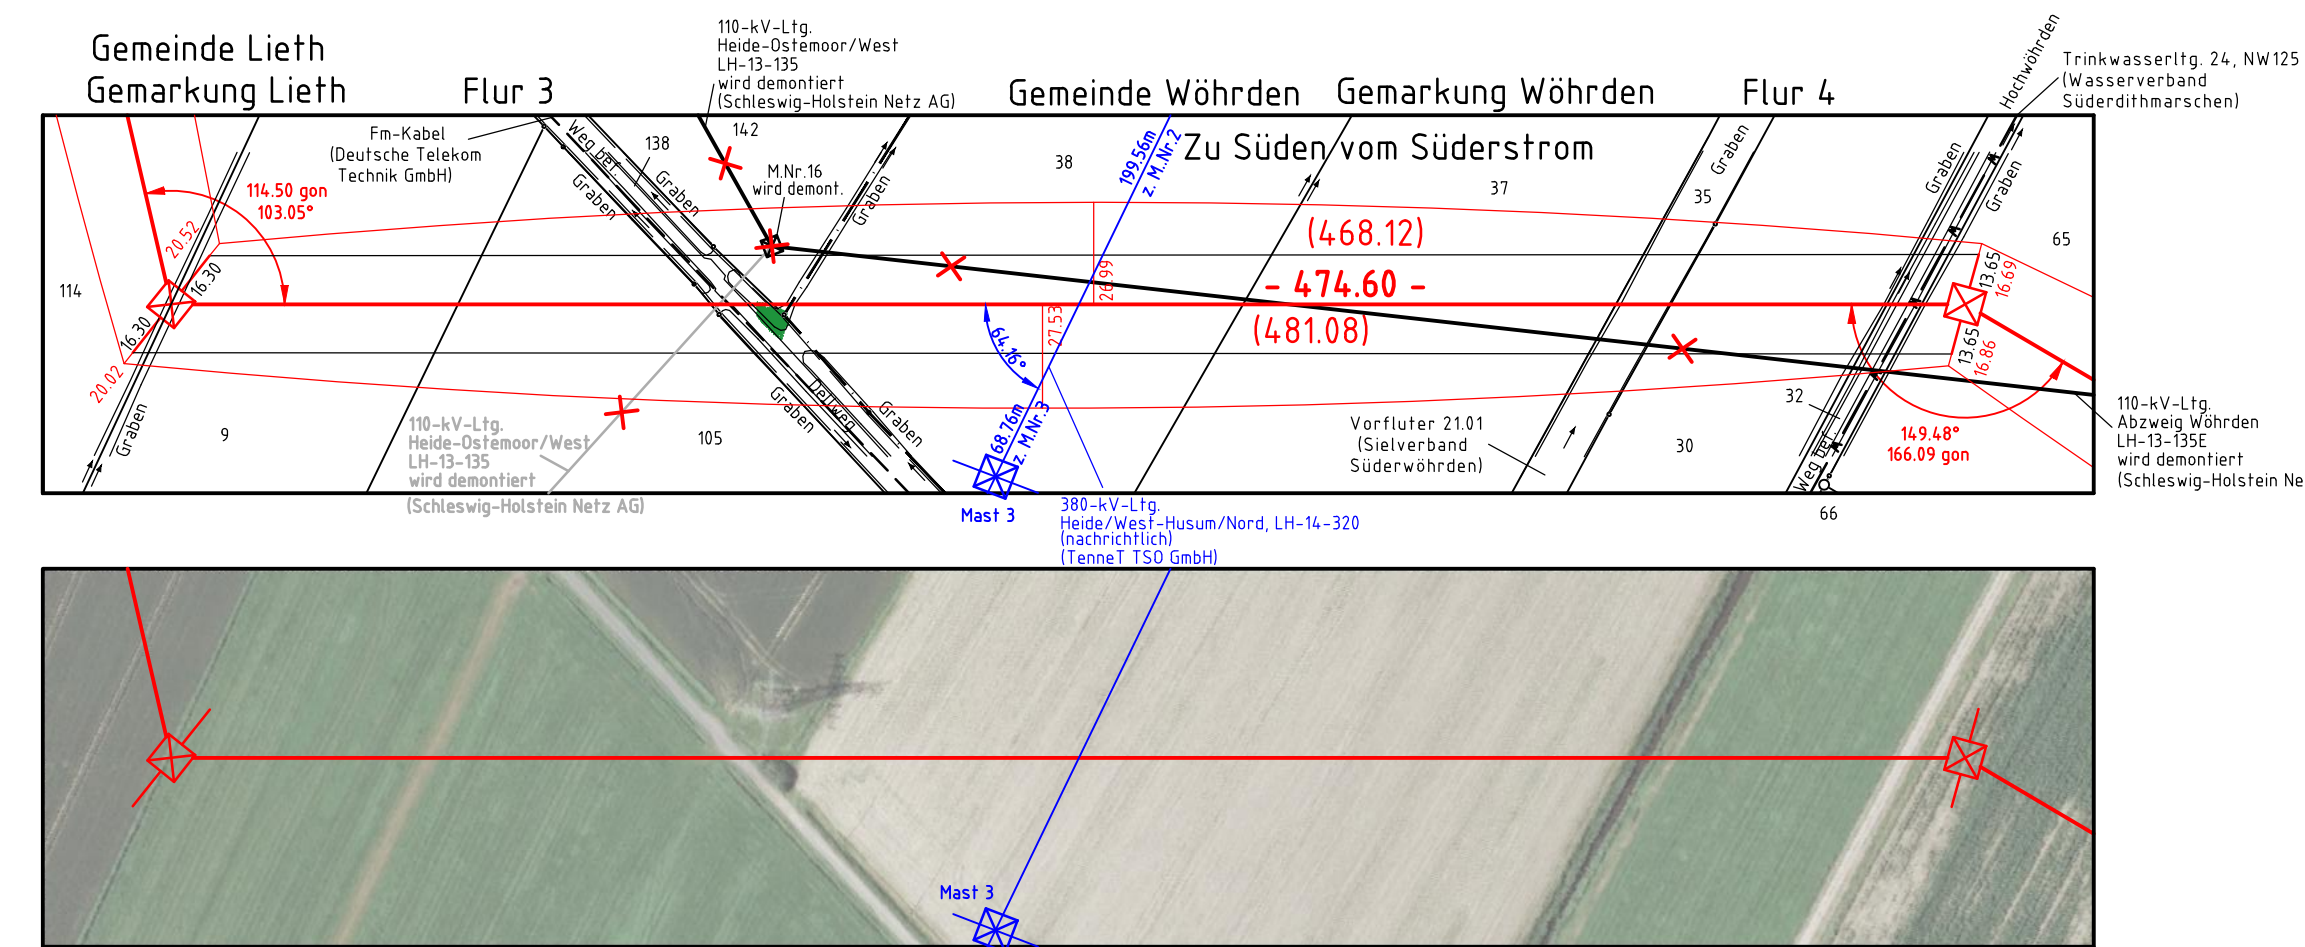 Gemeinde Lieth
Gemarkung Lieth
Flur 3
110-kV-Ltg.
Heide-Ostemoor/West
LH-13-135
wird demontiert
(Schleswig-Holstein Netz AG)
Gemeinde Wöhrden
Gemarkung Wöhrden
Flur 4
Hochwöhrden
Trinkwasserltg. 24, NW125
(Wasserverband
Süderdithmarschen)
Fm-Kabel
(Deutsche Telekom
Technik GmbH)
Weg ber.
138
142
M.Nr.16
wird demont.
38
199.56m
z. M.Nr.2
Zu Süden vom Süderstrom
37
35
Graben
Graben
Graben
65
114.50 gon
103.05°
20.52
16.30
Graben
Graben
Graben
(468.12)
- 474.60 -
(481.08)
26.99
27.53
64.16°
13.65
16.69
13.65
16.86
114
16.30
20.02
Graben
9
110-kV-Ltg.
Heide-Ostemoor/West
LH-13-135
wird demontiert
(Schleswig-Holstein Netz AG)
105
Graben
Dellweg
Graben
68.76m
z. M.Nr.3
Mast 3
380-kV-Ltg.
Heide/West-Husum/Nord, LH-14-320
(nachrichtlich)
(TenneT TSO GmbH)
Vorfluter 21.01
(Sielverband
Süderwöhrden)
30
32
Weg ber.
66
149.48°
166.09 gon
110-kV-Ltg.
Abzweig Wöhrden
LH-13-135E
wird demontiert
(Schleswig-Holstein Ne
Mast 3